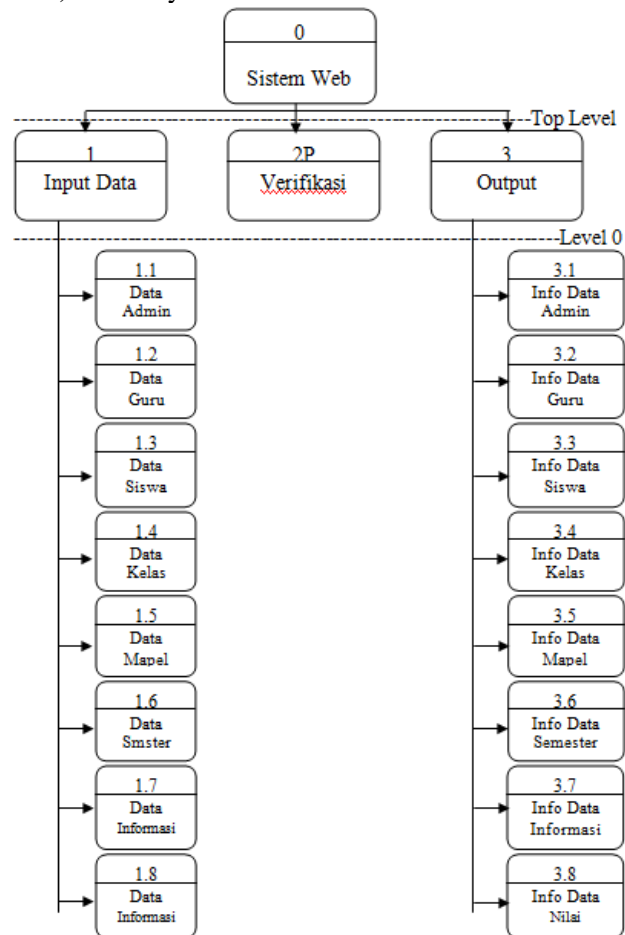 0
Sistem Web
Top Level
1
Input Data
2P
Verifikasi
3
Output
Level 0
1.1
Data
Admin
1.2
Data
Guru
1.3
Data
Siswa
1.4
Data
Kelas
1.5
Data
Mapel
1.6
Data
Smster
1.7
Data
Informasi
1.8
Data
Informasi
3.1
Info Data
Admin
3.2
Info Data
Guru
3.3
Info Data
Siswa
3.4
Info Data
Kelas
3.5
Info Data
Mapel
3.6
Info Data
Semester
3.7
Info Data
Informasi
3.8
Info Data
Nilai